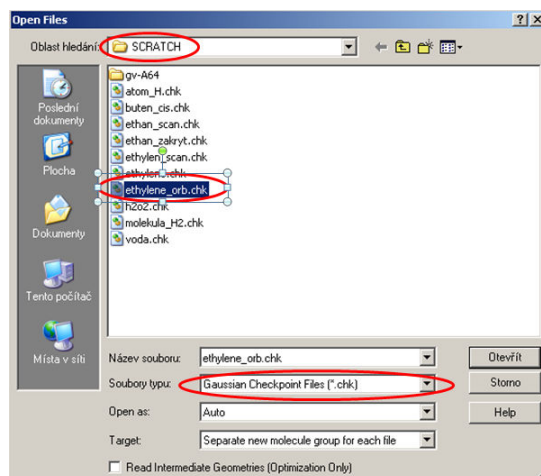 Open Files
Oblast hledání:
SCRATCH
Poslední
dokumenty
Plocha
Dokumenty
Tento počítač
Místa v síti
gv-A64
atom_H.chk
buten_cis.chk
ethan_scan.chk
ethan_zakryt.chk
ethylen_scan.chk
ethylene.chk
ethylene_orb.chk
h2o2.chk
molekula_H2.chk
voda.chk
Název souboru:
ethylene_orb.chk
Otevřít
Soubory typu:
Gaussian Checkpoint Files (*.chk)
Storno
Open as:
Auto
Help
Target:
Separate new molecule group for each file
Read Intermediate Geometries (Optimization Only)